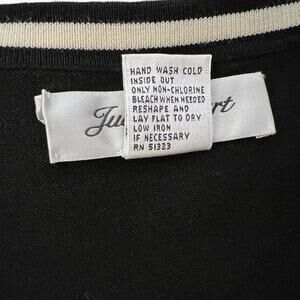 HAND WASH COLD
INSIDE OUT
ONLY NON-CHLORINE
BLEACH WHEN NEEDED
RESHAPE AND
LAY FLAT TO DRY
LOW IRON
IF NECESSARY
RN 51323